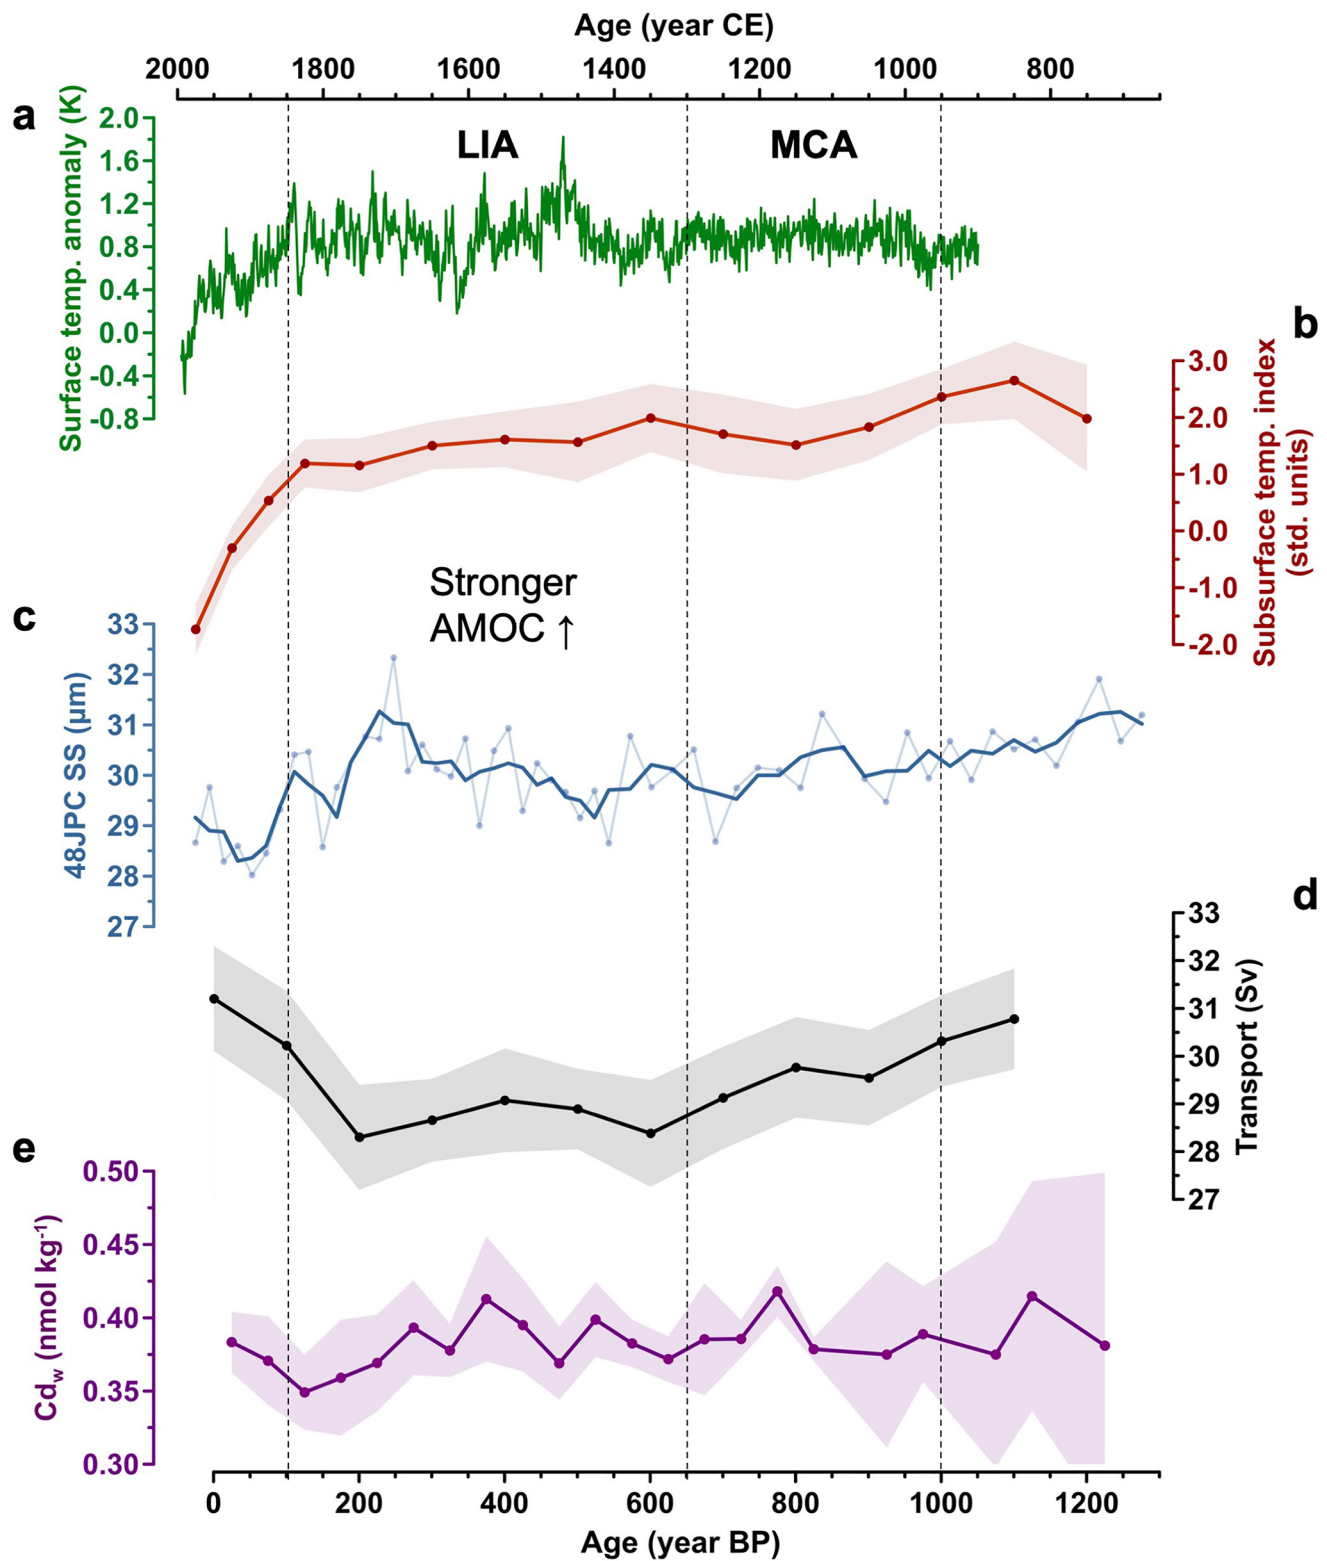 Age (year CE)
2000 1800 1600 1400 1200 1000 800
a
Surface temp. anomaly (K)
2.0
1.6
1.2
0.8
0.4
0.0
-0.4
-0.8
LIA
MCA
b
3.0
2.0
1.0
0.0
-1.0
-2.0
Subsurface temp. index
(std. units)
Stronger
AMOC ↑
c
48JPC SS (μm)
33
32
31
30
29
28
27
d
33
32
31
30
29
28
27
Transport (Sv)
e
Cdw (nmol kg-1)
0.50
0.45
0.40
0.35
0.30
0 200 400 600 800 1000 1200
Age (year BP)